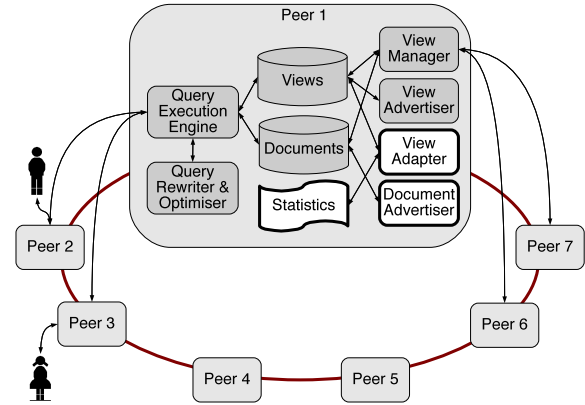 Peer 1
View
Manager
Views
Query
Execution
Engine
View
Advertiser
Documents
View
Adapter
Query
Rewriter &
Optimiser
Statistics
Document
Advertiser
Peer 2
Peer 7
Peer 3
Peer 6
Peer 4
Peer 5